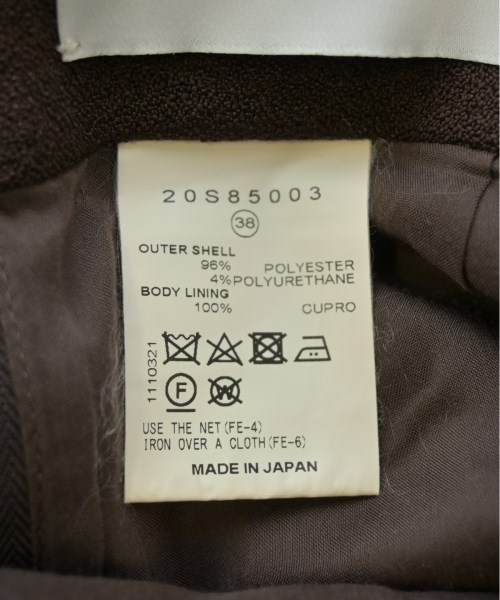 20S85003
38
OUTER SHELL
96% POLYESTER
4% POLYURETHANE
BODY LINING
100% CUPRO
1110321
F W
USE THE NET(FE-4)
IRON OVER A CLOTH(FE-6)
MADE IN JAPAN